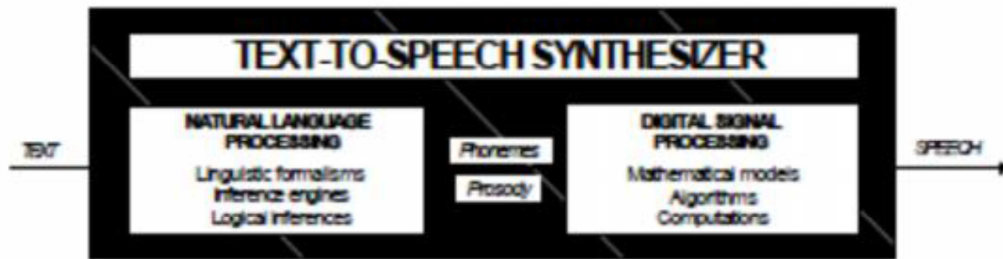 TEXT-TO-SPEECH SYNTHESIZER
TEXT
NATURAL LANGUAGE
PROCESSING
Linguistic formalisms
Inference engines
Logical inferences
Phonemes
Prosody
DIGITAL SIGNAL
PROCESSING
Mathematical models
Algorithms
Computations
SPEECH